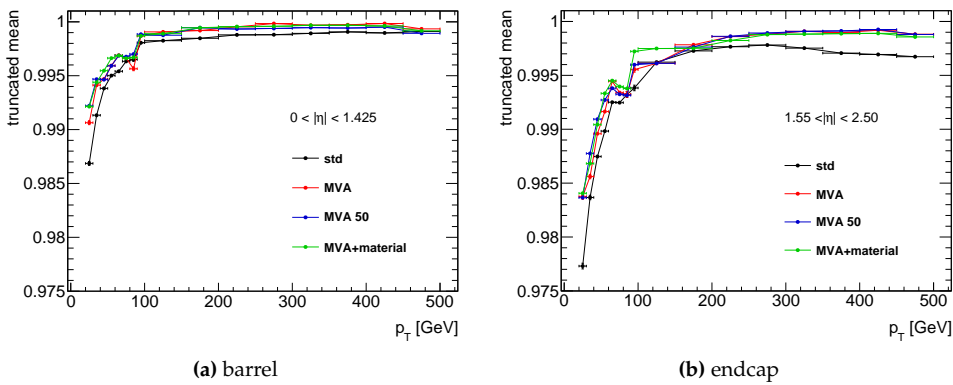 truncated mean
1
0.995
0.99
0.985
0.98
0.975
0 < |η| < 1.425
std
MVA
MVA 50
MVA+material
0 100 200 300 400 500
p_T [GeV]
(a) barrel
truncated mean
1
0.995
0.99
0.985
0.98
0.975
1.55 <|η| < 2.50
std
MVA
MVA 50
MVA+material
0 100 200 300 400 500
p_T [GeV]
(b) endcap